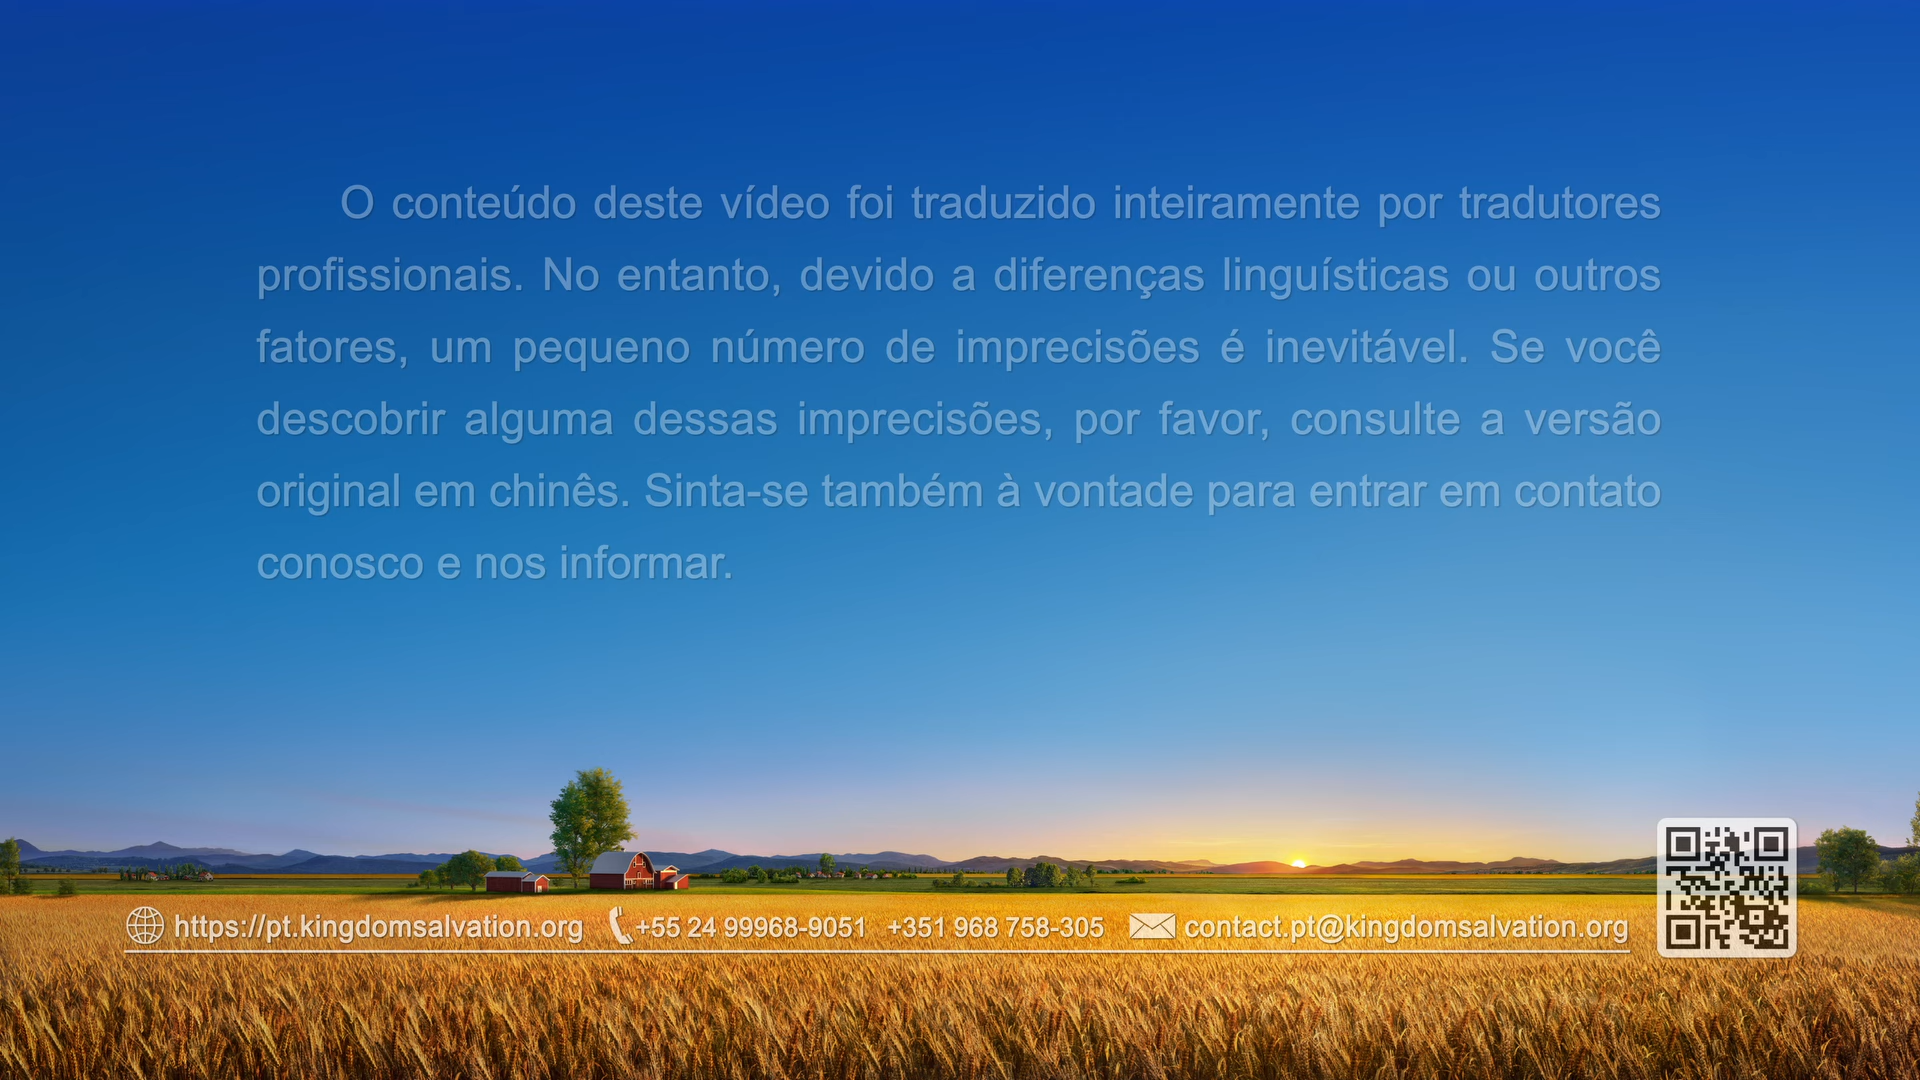 O conteúdo deste vídeo foi traduzido inteiramente por tradutores
profissionais. No entanto, devido a diferenças linguísticas ou outros
fatores, um pequeno número de imprecisões é inevitável. Se você
descobrir alguma dessas imprecisões, por favor, consulte a versão
original em chinês. Sinta-se também à vontade para entrar em contato
conosco e nos informar.
https://pt.kingdomsalvation.org +55 24 99968-9051 +351 968 758-305 contact.pt@kingdomsalvation.org